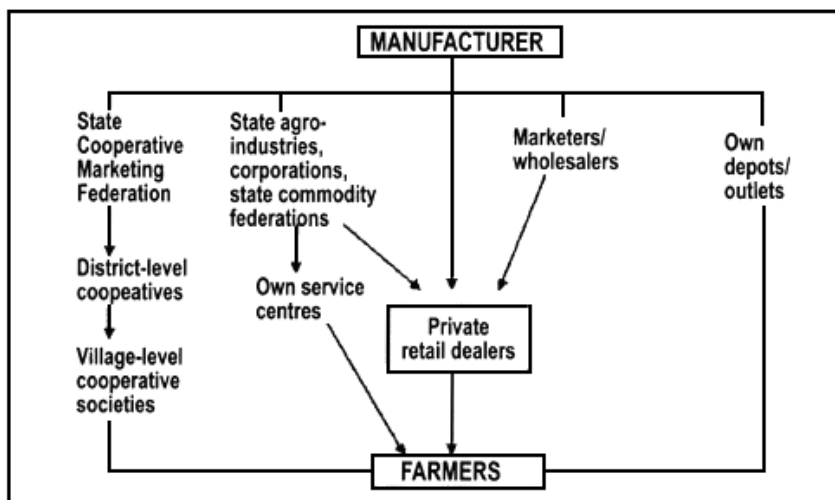 MANUFACTURER
State
Cooperative
Marketing
Federation
State agro-
industries,
corporations,
state commodity
federations
Marketers/
wholesalers
Own
depots/
outlets
District-level
coopeatives
Own service
centres
Private
retail dealers
Village-level
cooperative
societies
FARMERS